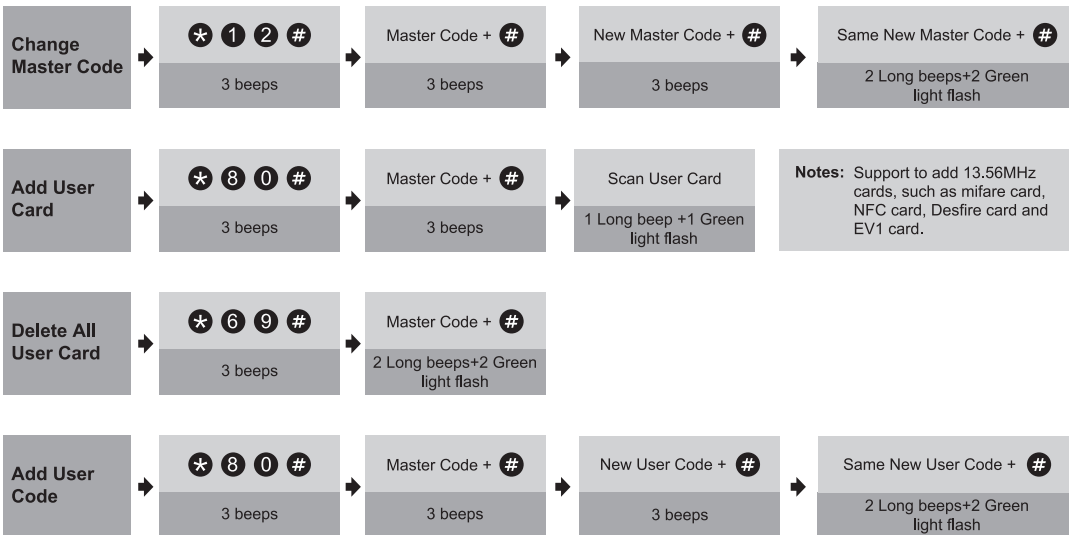 Change
Master Code
* 1 2 #
3 beeps
Master Code + #
3 beeps
New Master Code + #
3 beeps
Same New Master Code + #
2 Long beeps+2 Green
light flash
Add User
Card
* 8 0 #
3 beeps
Master Code + #
3 beeps
Scan User Card
1 Long beep +1 Green
light flash
Notes: Support to add 13.56MHz
cards, such as mifare card,
NFC card, Desfire card and
EV1 card.
Delete All
User Card
* 6 9 #
3 beeps
Master Code + #
2 Long beeps+2 Green
light flash
Add User
Code
* 8 0 #
3 beeps
Master Code + #
3 beeps
New User Code + #
3 beeps
Same New User Code + #
2 Long beeps+2 Green
light flash